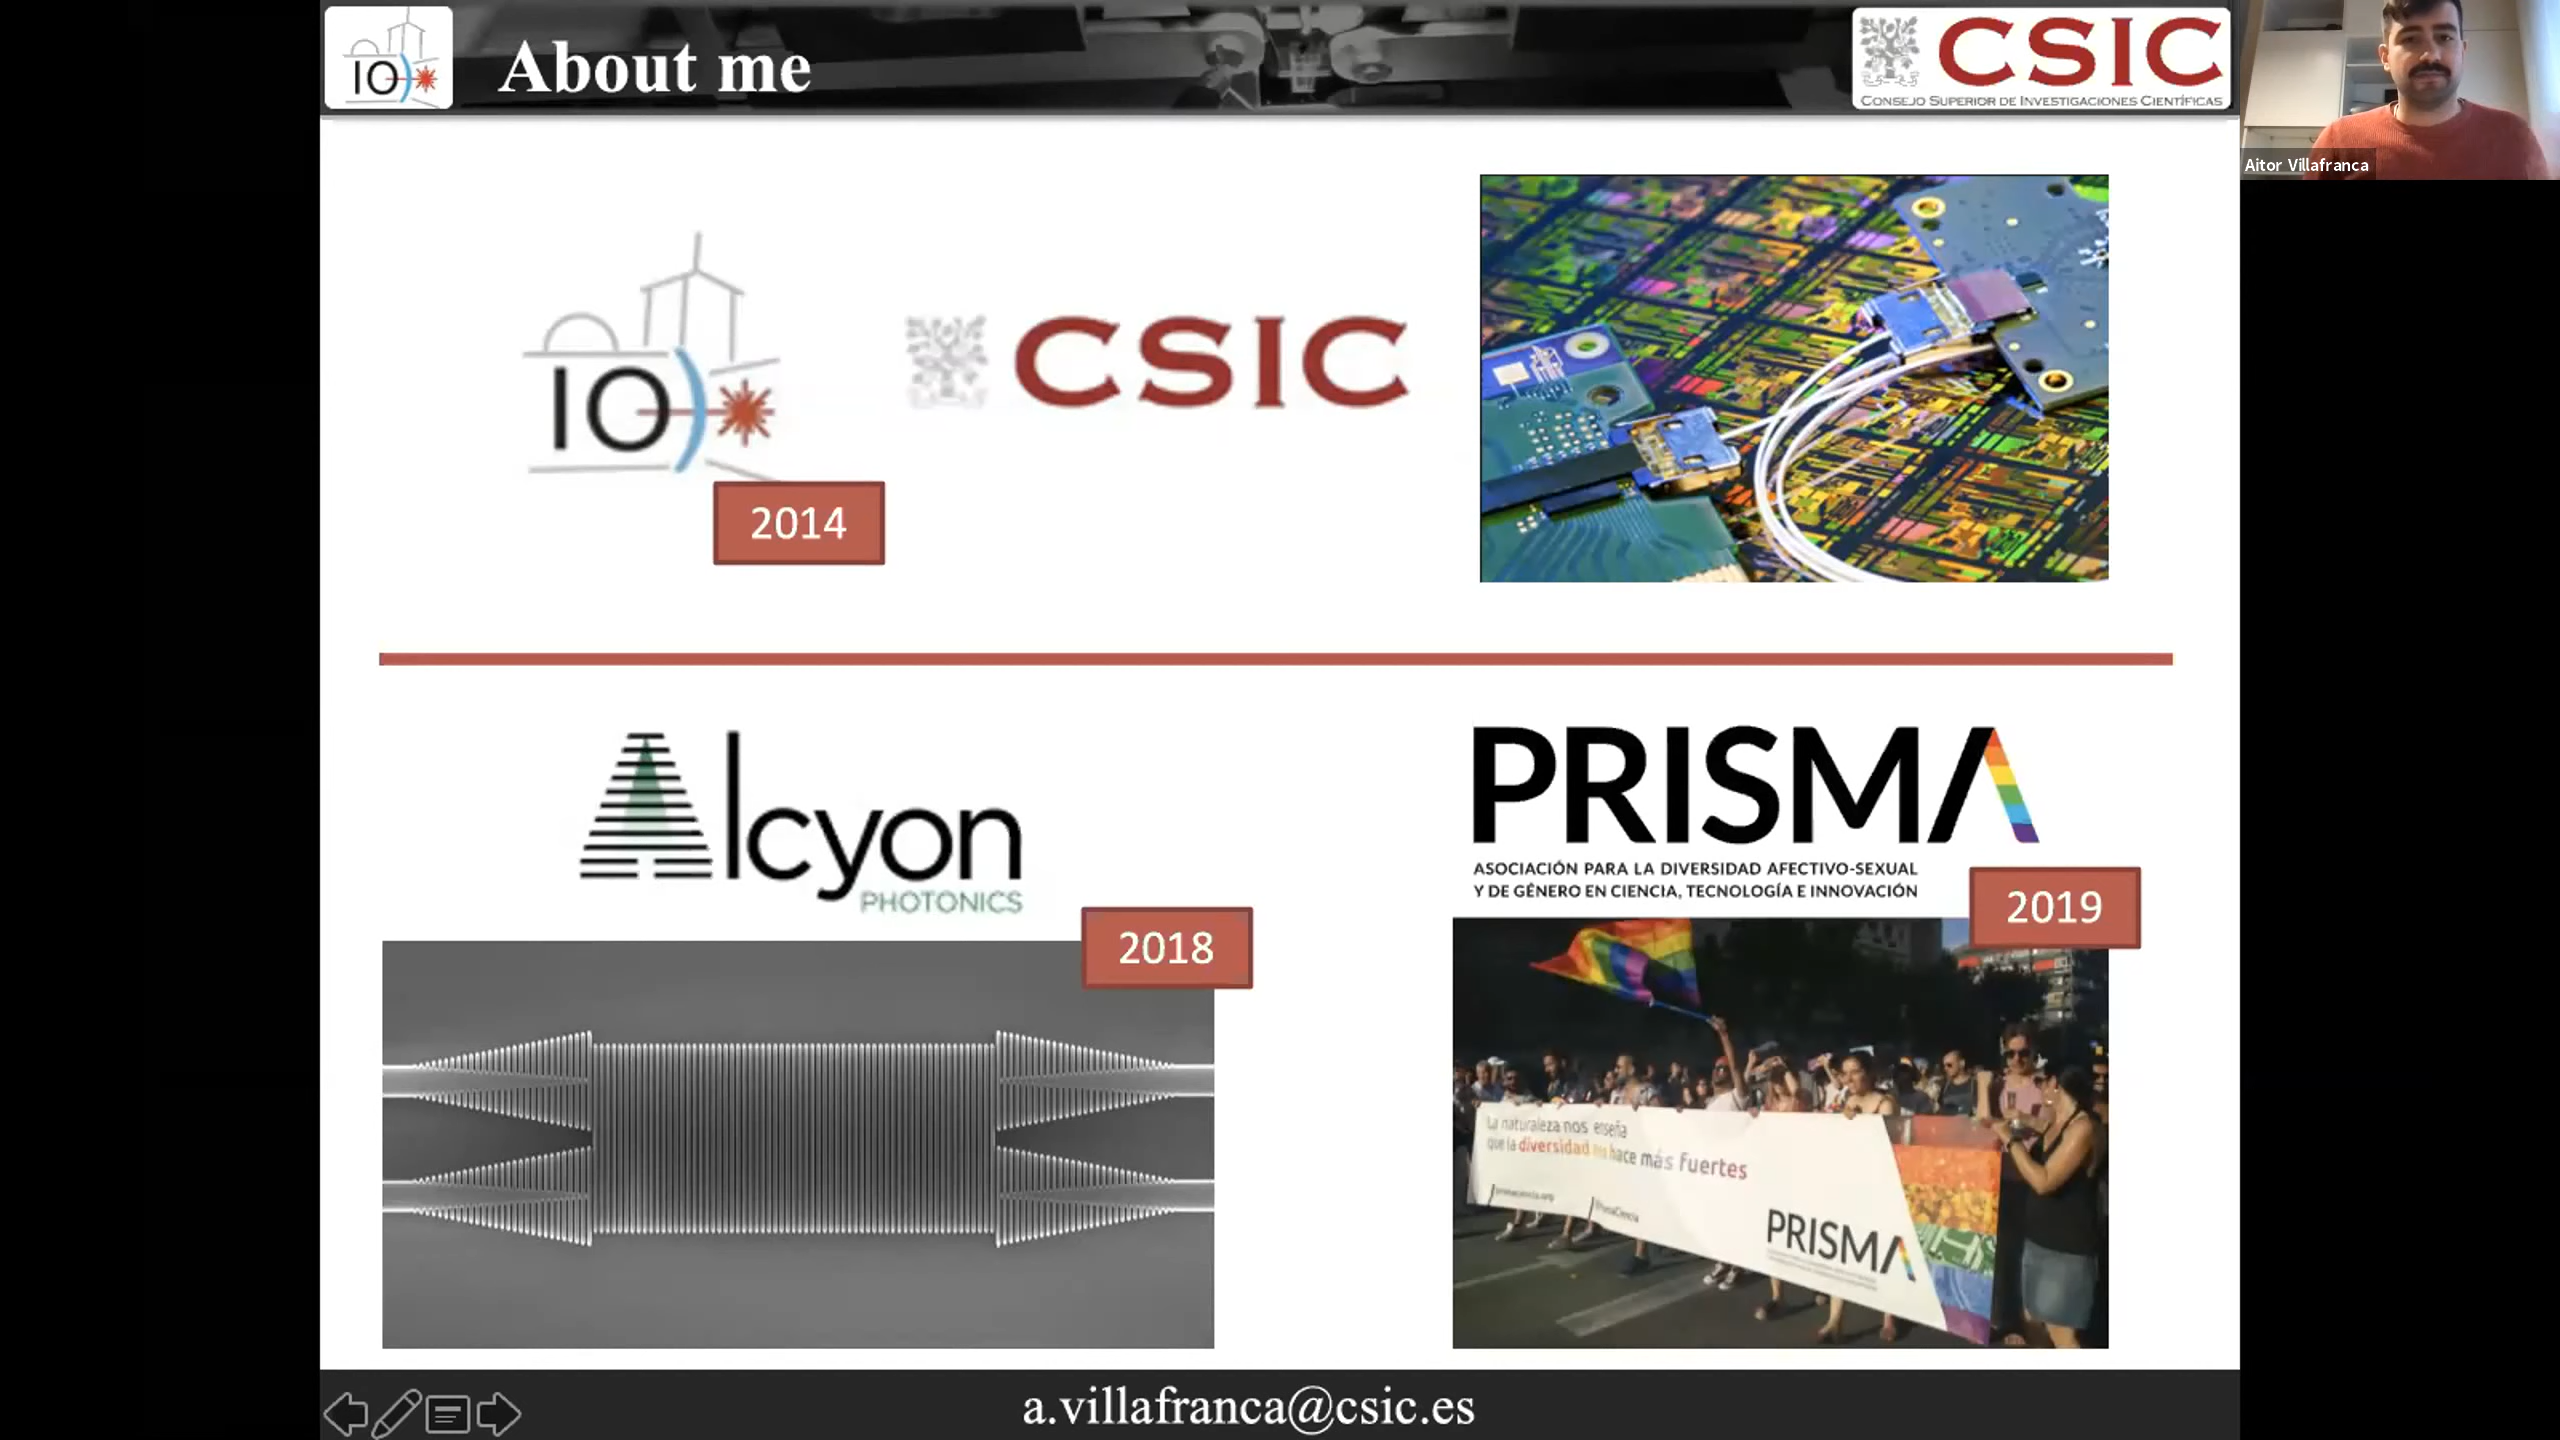 IO
About me
CSIC
CONSEJO SUPERIOR DE INVESTIGACIONES CIENTÍFICAS
Aitor Villafranca
IO
CSIC
2014
Alcyon
PHOTONICS
2018
PRISMA
ASOCIACIÓN PARA LA DIVERSIDAD AFECTIVO-SEXUAL
Y DE GÉNERO EN CIENCIA, TECNOLOGÍA E INNOVACIÓN
2019
La naturaleza nos enseña
que la diversidad nos hace más fuertes
PRISMA
a.villafranca@csic.es